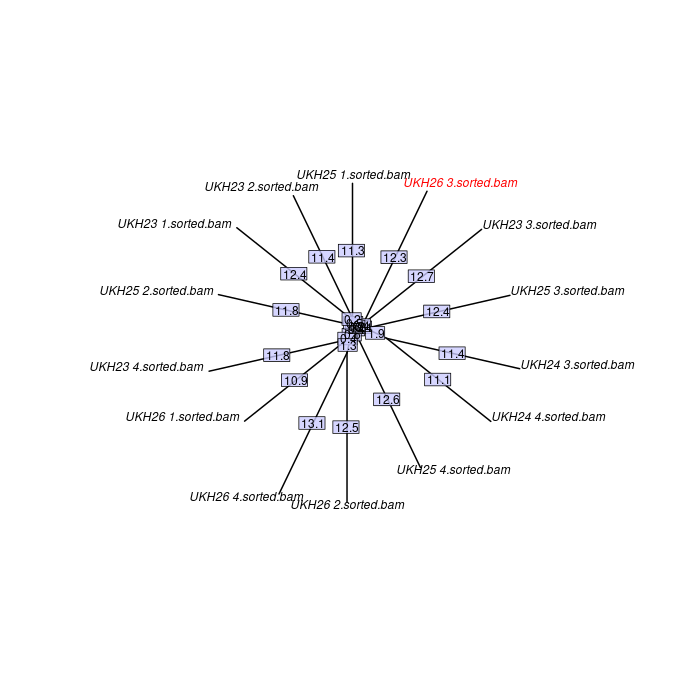 UKH25 1.sorted.bam
UKH26 3.sorted.bam
UKH23 2.sorted.bam
UKH23 1.sorted.bam
UKH23 3.sorted.bam
11.3
11.4
12.3
12.4
12.7
UKH25 2.sorted.bam
UKH25 3.sorted.bam
11.8
12.4
0.2
1.9
1.3
11.8
11.4
UKH23 4.sorted.bam
UKH24 3.sorted.bam
10.9
11.1
12.6
UKH26 1.sorted.bam
UKH24 4.sorted.bam
13.1
12.5
UKH25 4.sorted.bam
UKH26 4.sorted.bam
UKH26 2.sorted.bam